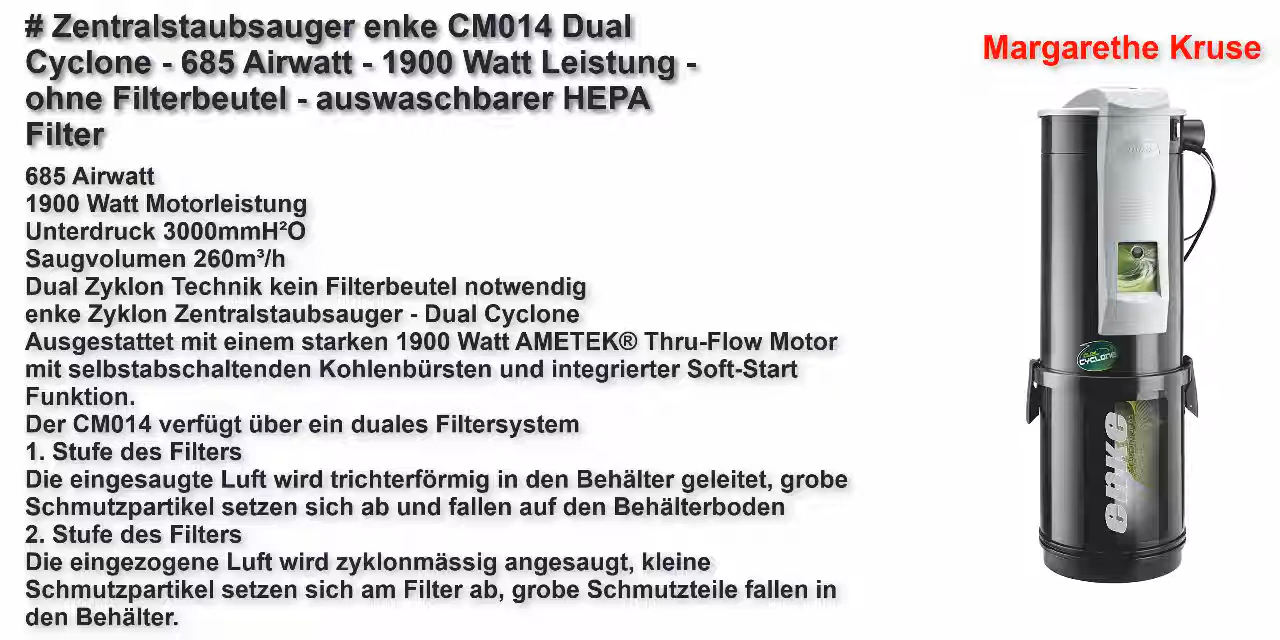 # Zentralstaubsauger enke CM014 Dual
Cyclone - 685 Airwatt - 1900 Watt Leistung -
ohne Filterbeutel - auswaschbarer HEPA
Filter
Margarethe Kruse
685 Airwatt
1900 Watt Motorleistung
Unterdruck 3000mmH²O
Saugvolumen 260m³/h
Dual Zyklon Technik kein Filterbeutel notwendig
enke Zyklon Zentralstaubsauger - Dual Cyclone
Ausgestattet mit einem starken 1900 Watt AMETEK® Thru-Flow Motor
mit selbstabschaltenden Kohlenbürsten und integrierter Soft-Start
Funktion.
Der CM014 verfügt über ein duales Filtersystem
1. Stufe des Filters
Die eingesaugte Luft wird trichterförmig in den Behälter geleitet, grobe
Schmutzpartikel setzen sich ab und fallen auf den Behälterboden
2. Stufe des Filters
Die eingezogene Luft wird zyklonmässig angesaugt, kleine
Schmutzpartikel setzen sich am Filter ab, grobe Schmutzteile fallen in
den Behälter.
CYCLONE
enke